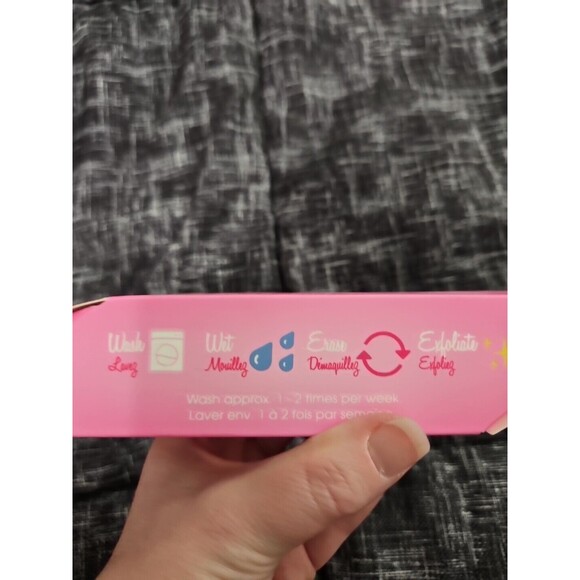 Wash Wet Erase Exfoliate
Lavez Mouillez Démaquillez Exfoliez
Wash approx. 1-2 times per week
Laver env. 1 à 2 fois par semaine